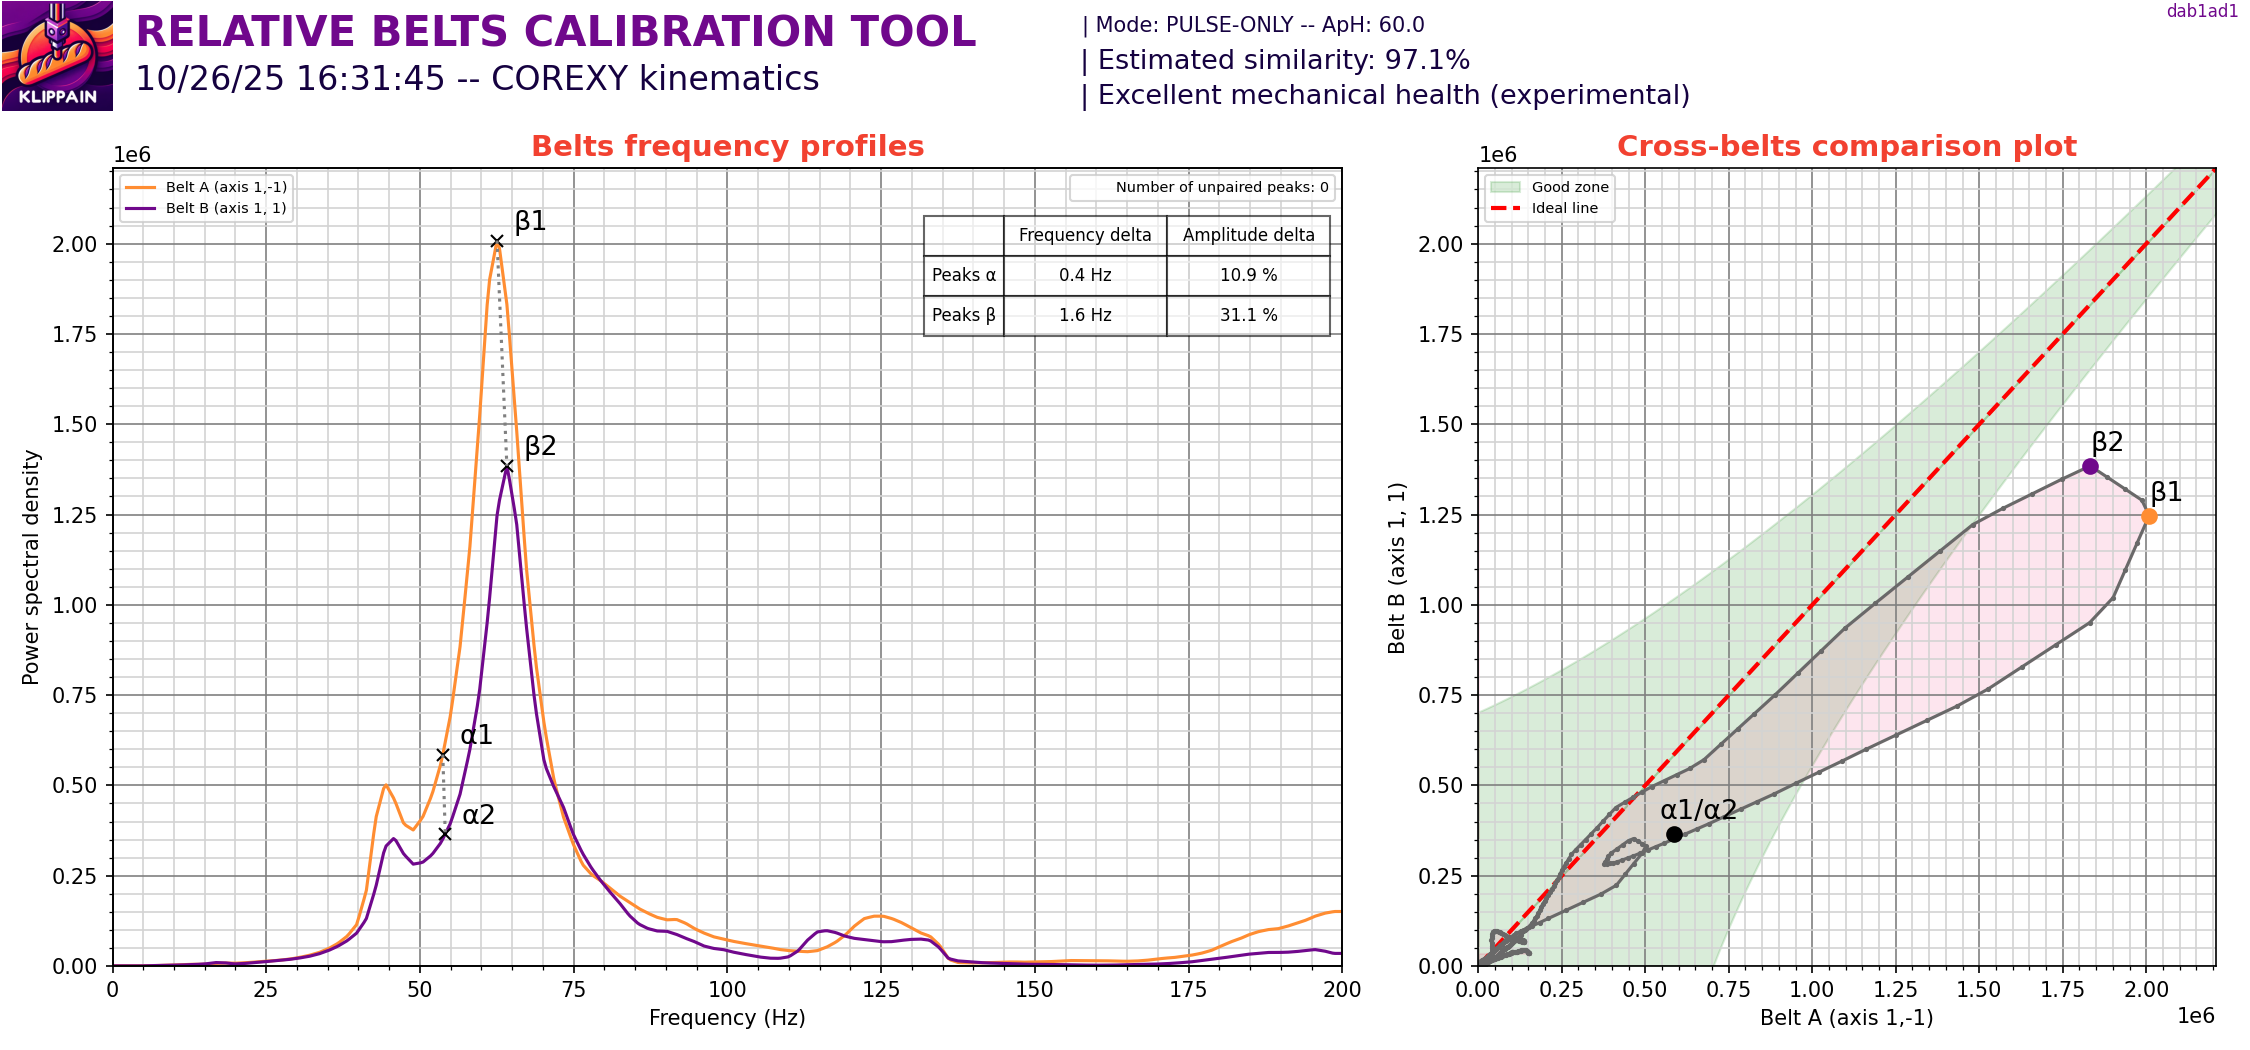 dab1ad1
RELATIVE BELTS CALIBRATION TOOL
10/26/25 16:31:45 -- COREXY kinematics
KLIPPAIN
| Mode: PULSE-ONLY -- ApH: 60.0
| Estimated similarity: 97.1%
| Excellent mechanical health (experimental)
Belts frequency profiles
1e6
Belt A (axis 1,-1)
Belt B (axis 1, 1)
Number of unpaired peaks: 0
Frequency delta Amplitude delta
Peaks α 0.4 Hz 10.9 %
Peaks β 1.6 Hz 31.1 %
β1
β2
α1
α2
2.00
1.75
1.50
1.25
1.00
0.75
0.50
0.25
0.00
Power spectral density
0 25 50 75 100 125 150 175 200
Frequency (Hz)
Cross-belts comparison plot
1e6
Good zone
Ideal line
β2
β1
α1/α2
2.00
1.75
1.50
1.25
1.00
0.75
0.50
0.25
0.00
Belt B (axis 1, 1)
0.00 0.25 0.50 0.75 1.00 1.25 1.50 1.75 2.00
Belt A (axis 1,-1)
1e6